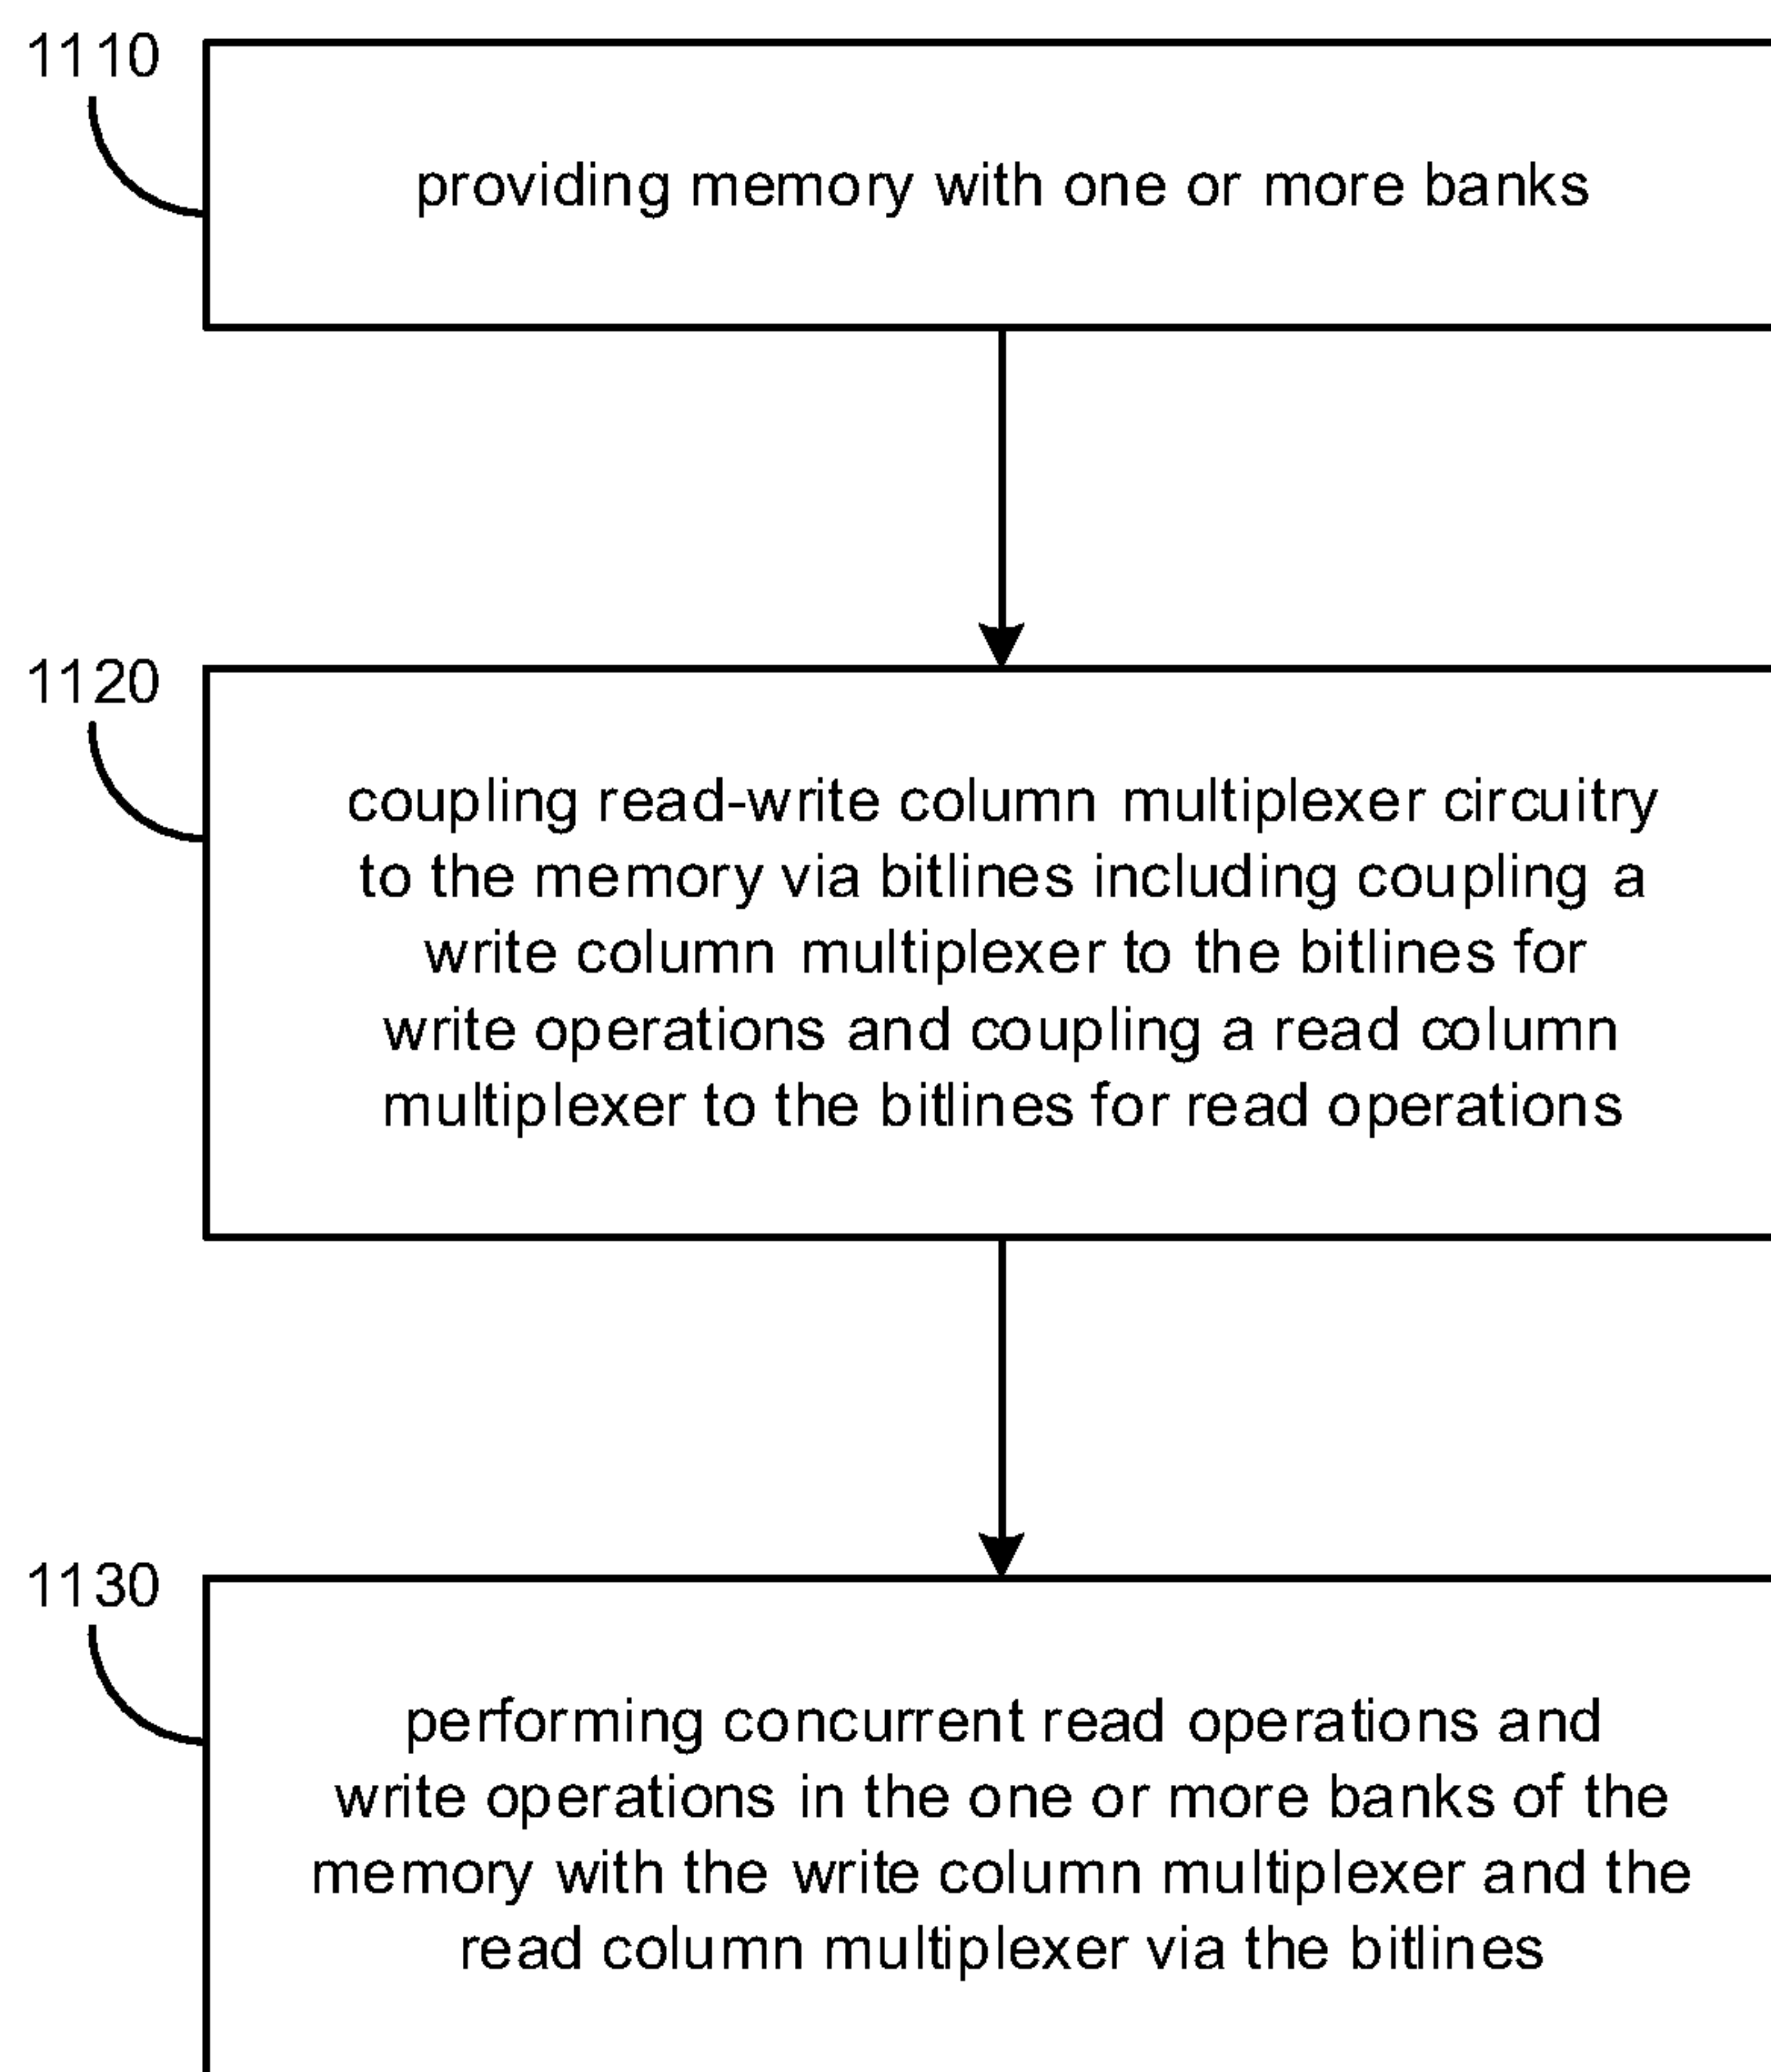 1110
providing memory with one or more banks
1120
coupling read-write column multiplexer circuitry
to the memory via bitlines including coupling a
write column multiplexer to the bitlines for
write operations and coupling a read column
multiplexer to the bitlines for read operations
1130
performing concurrent read operations and
write operations in the one or more banks of the
memory with the write column multiplexer and the
read column multiplexer via the bitlines